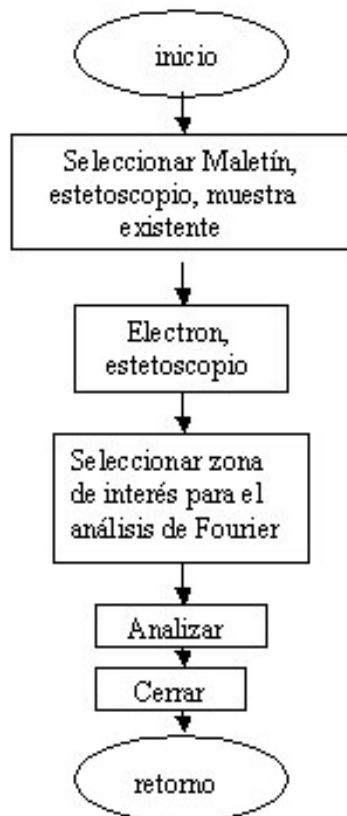 inicio
Seleccionar Maletín,
estetoscopio, muestra
existente
Electron,
estetoscopio
Seleccionar zona
de interés para el
análisis de Fourier
Analizar
Cerrar
retorno